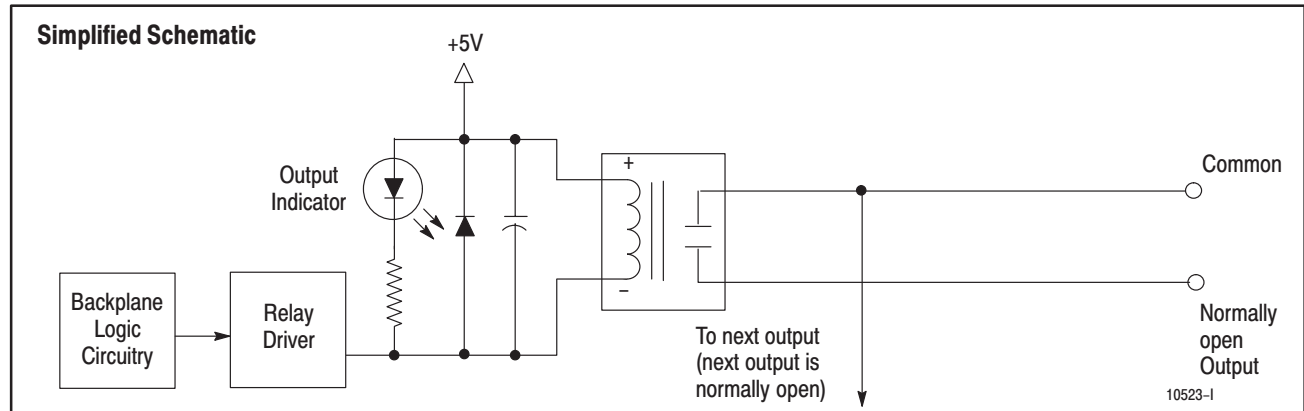 Simplified Schematic
+5V
Output
Indicator
+
−
Common
Backplane
Logic
Circuitry
Relay
Driver
To next output
(next output is
normally open)
Normally
open
Output
10523–I